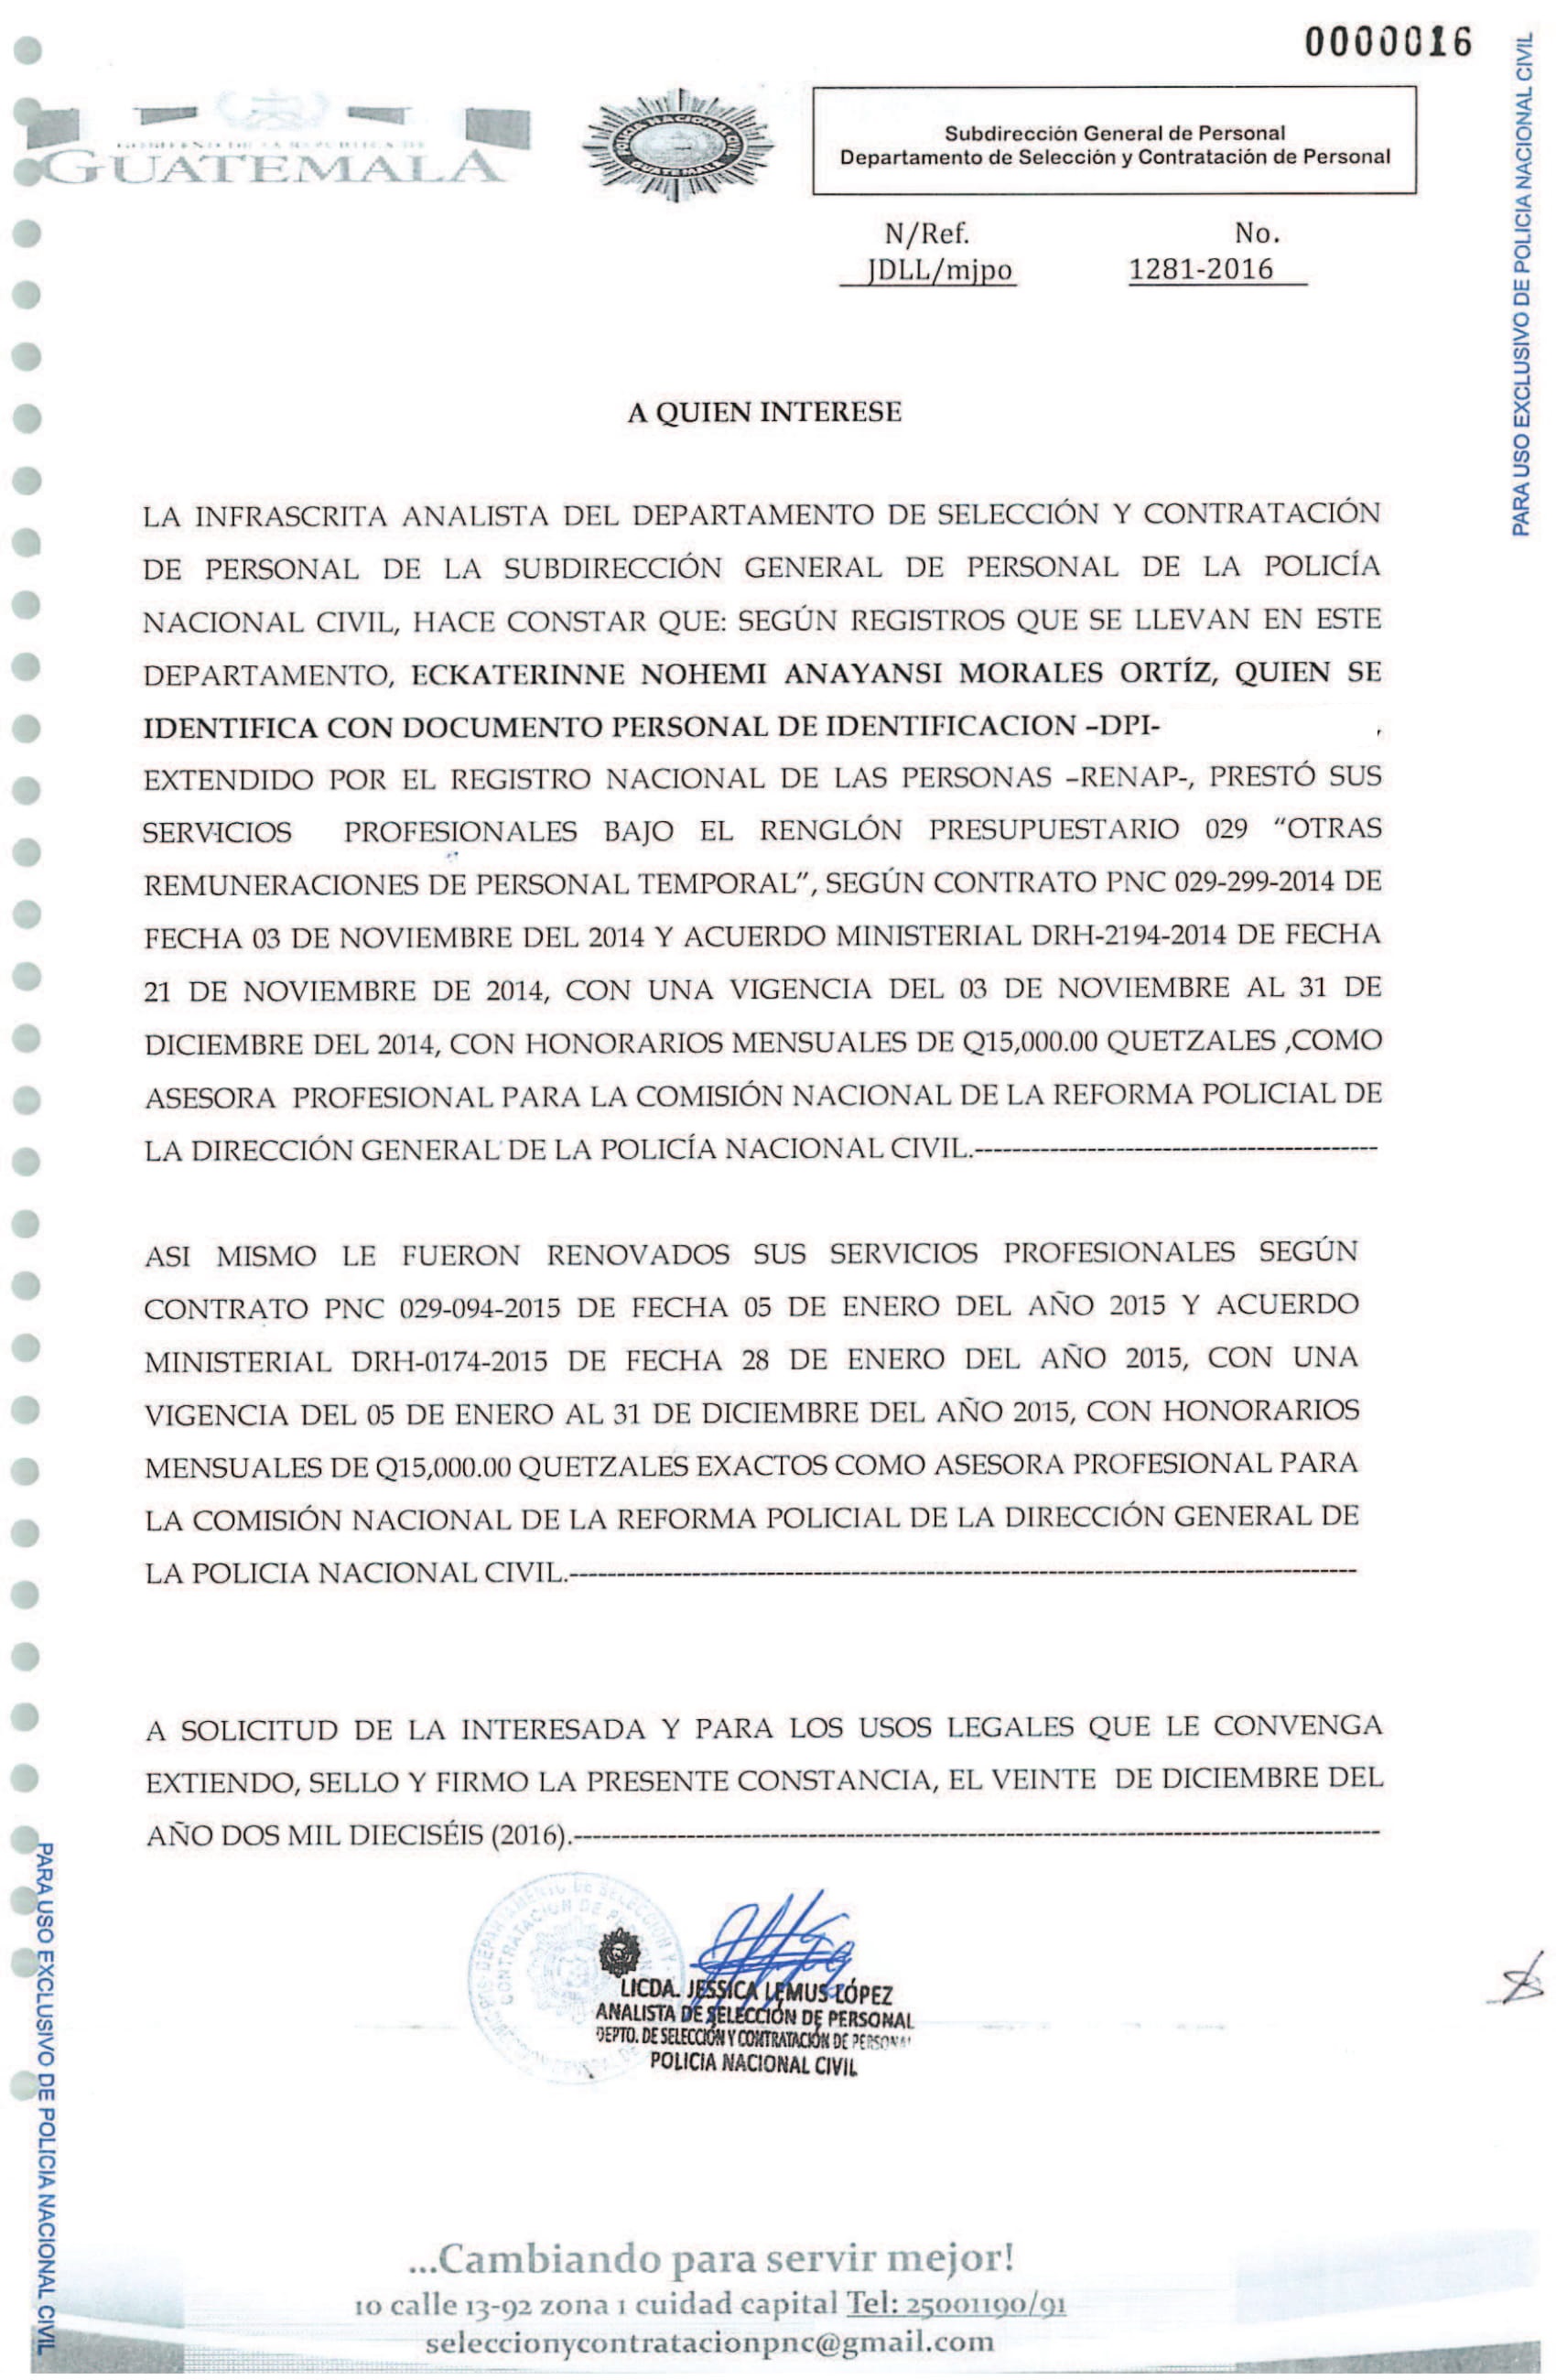 0000016
PARA USO EXCLUSIVO DE POLICIA NACIONAL CIVIL
GUATEMALA
POLICIA NACIONAL CIVIL
GUATEMALA
Subdirección General de Personal
Departamento de Selección y Contratación de Personal
N/Ref. No.
JDLL/mjpo 1281-2016
A QUIEN INTERESE
LA INFRASCRITA ANALISTA DEL DEPARTAMENTO DE SELECCIÓN Y CONTRATACIÓN
DE PERSONAL DE LA SUBDIRECCIÓN GENERAL DE PERSONAL DE LA POLICÍA
NACIONAL CIVIL, HACE CONSTAR QUE: SEGÚN REGISTROS QUE SE LLEVAN EN ESTE
DEPARTAMENTO, ECKATERINNE NOHEMI ANAYANSI MORALES ORTÍZ, QUIEN SE
IDENTIFICA CON DOCUMENTO PERSONAL DE IDENTIFICACION –DPI- ,
EXTENDIDO POR EL REGISTRO NACIONAL DE LAS PERSONAS –RENAP-, PRESTÓ SUS
SERVICIOS PROFESIONALES BAJO EL RENGLÓN PRESUPUESTARIO 029 “OTRAS
REMUNERACIONES DE PERSONAL TEMPORAL”, SEGÚN CONTRATO PNC 029-299-2014 DE
FECHA 03 DE NOVIEMBRE DEL 2014 Y ACUERDO MINISTERIAL DRH-2194-2014 DE FECHA
21 DE NOVIEMBRE DE 2014, CON UNA VIGENCIA DEL 03 DE NOVIEMBRE AL 31 DE
DICIEMBRE DEL 2014, CON HONORARIOS MENSUALES DE Q15,000.00 QUETZALES ,COMO
ASESORA PROFESIONAL PARA LA COMISIÓN NACIONAL DE LA REFORMA POLICIAL DE
LA DIRECCIÓN GENERAL DE LA POLICÍA NACIONAL CIVIL.-------------------------------------------
ASI MISMO LE FUERON RENOVADOS SUS SERVICIOS PROFESIONALES SEGÚN
CONTRATO PNC 029-094-2015 DE FECHA 05 DE ENERO DEL AÑO 2015 Y ACUERDO
MINISTERIAL DRH-0174-2015 DE FECHA 28 DE ENERO DEL AÑO 2015, CON UNA
VIGENCIA DEL 05 DE ENERO AL 31 DE DICIEMBRE DEL AÑO 2015, CON HONORARIOS
MENSUALES DE Q15,000.00 QUETZALES EXACTOS COMO ASESORA PROFESIONAL PARA
LA COMISIÓN NACIONAL DE LA REFORMA POLICIAL DE LA DIRECCIÓN GENERAL DE
LA POLICIA NACIONAL CIVIL.------------------------------------------------------------------------------------
A SOLICITUD DE LA INTERESADA Y PARA LOS USOS LEGALES QUE LE CONVENGA
EXTIENDO, SELLO Y FIRMO LA PRESENTE CONSTANCIA, EL VEINTE DE DICIEMBRE DEL
AÑO DOS MIL DIECISÉIS (2016).--------------------------------------------------------------------------------------
LICDA. JESSICA LEMUS LÓPEZ
ANALISTA DE SELECCIÓN DE PERSONAL
DEPTO. DE SELECCIÓN Y CONTRATACIÓN DE PERSONAL
POLICIA NACIONAL CIVIL
PARA USO EXCLUSIVO DE POLICIA NACIONAL CIVIL
...Cambiando para servir mejor!
10 calle 13-92 zona 1 cuidad capital Tel: 25001190/91
seleccionycontratacionpnc@gmail.com